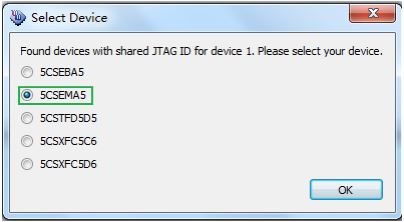 Select Device
Found devices with shared JTAG ID for device 1. Please select your device.
5CSEBA5
5CSEMA5
5CSTFD5D5
5CSXFC5C6
5CSXFC5D6
OK